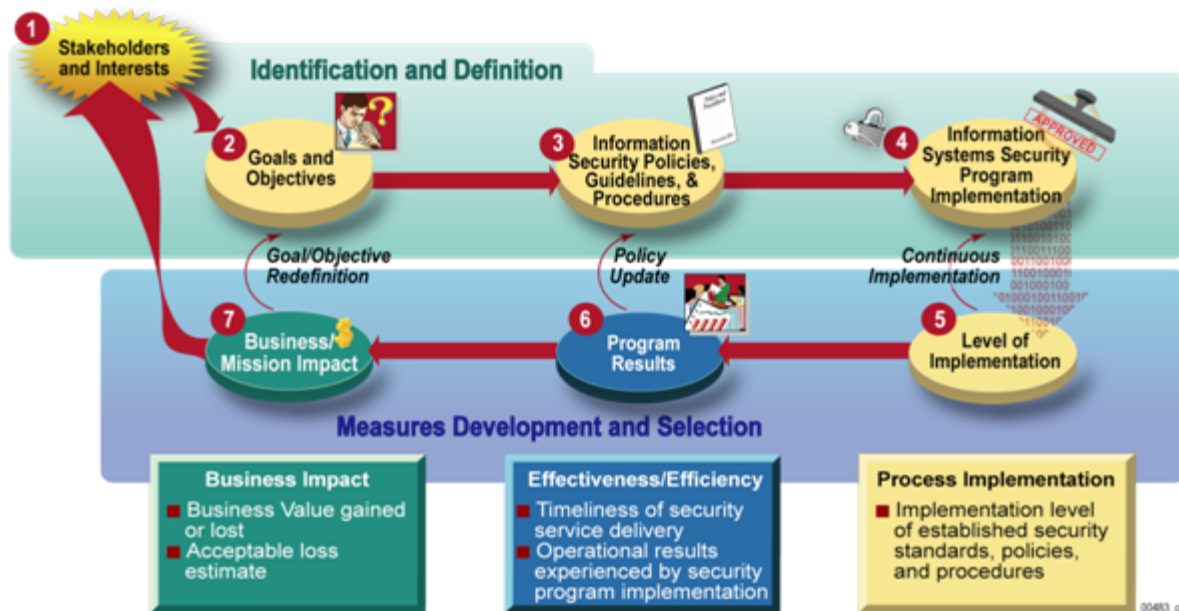 1
Stakeholders
and Interests
Identification and Definition
2
Goals and
Objectives
3
Information
Security Policies,
Guidelines, &
Procedures
4
Information
Systems Security
Program
Implementation
APPROVED
Goal/Objective
Redefinition
Policy
Update
Continuous
Implementation
7
Business/
Mission Impact
6
Program
Results
5
Level of
Implementation
Measures Development and Selection
Business Impact
Business Value gained
or lost
Acceptable loss
estimate
Effectiveness/Efficiency
Timeliness of security
service delivery
Operational results
experienced by security
program implementation
Process Implementation
Implementation level
of established security
standards, policies,
and procedures